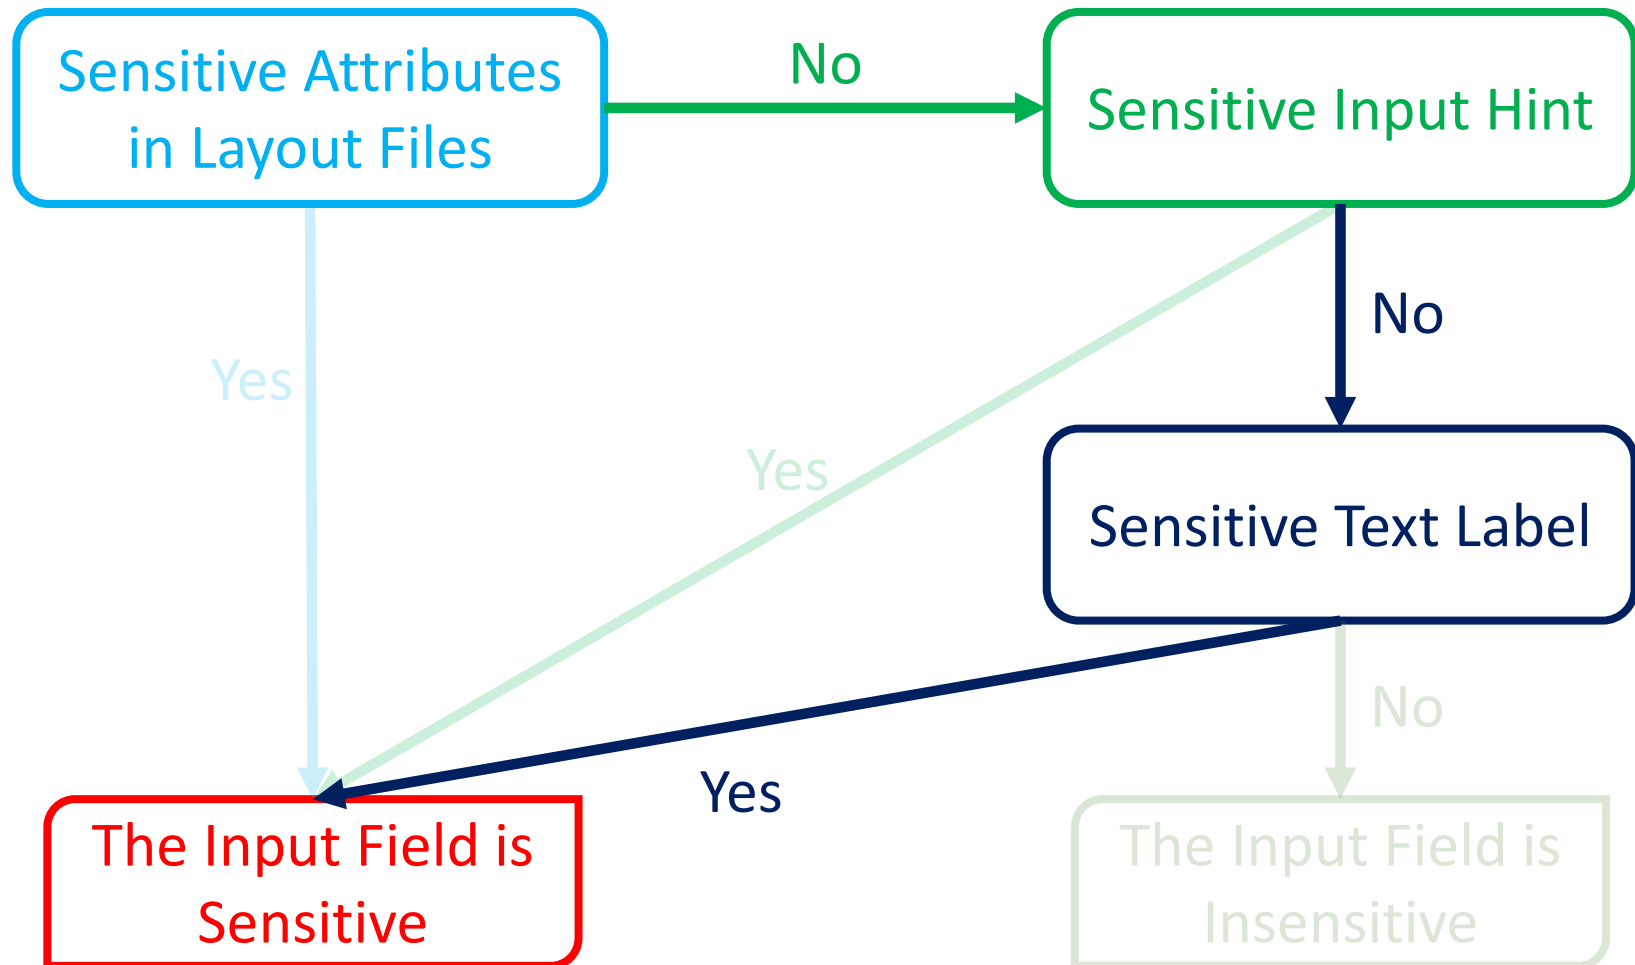 Sensitive Attributes
in Layout Files
No
Sensitive Input Hint
No
Yes
Yes
Sensitive Text Label
No
Yes
The Input Field is
Sensitive
The Input Field is
Insensitive